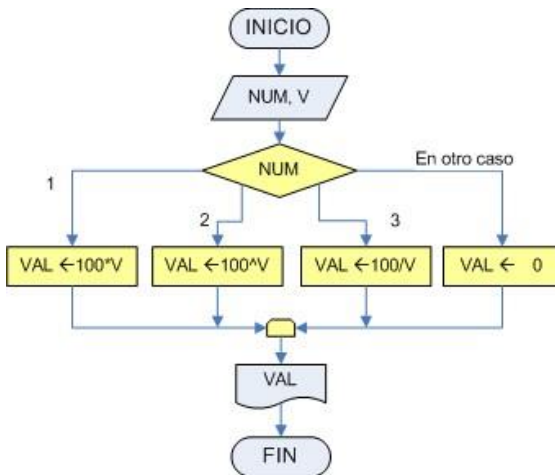 INICIO
NUM, V
NUM
En otro caso
1
2
3
VAL ←100*V
VAL ←100^V
VAL ←100/V
VAL ← 0
VAL
FIN